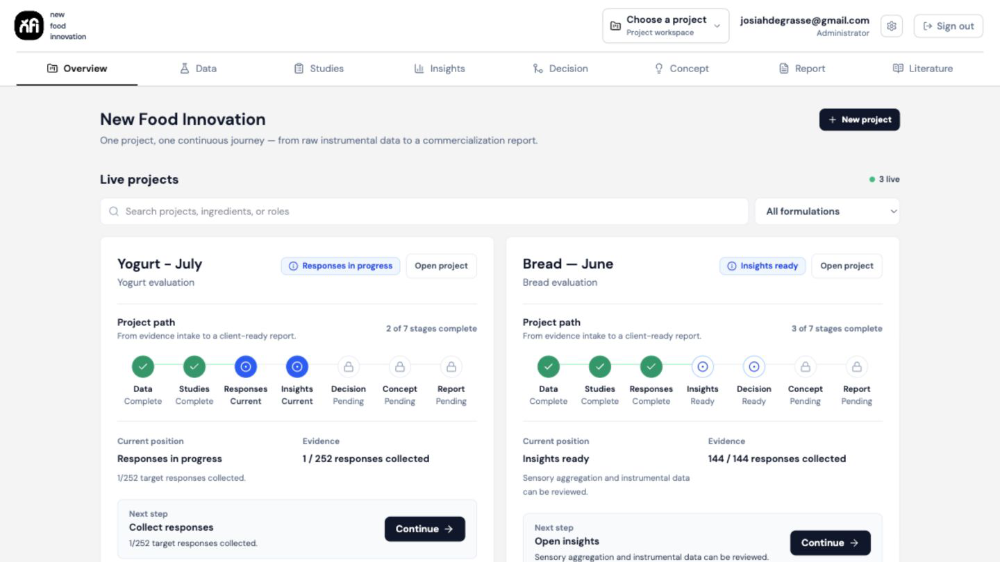 new
food
innovation
Choose a project
Project workspace
josiahdegrasse@gmail.com
Administrator
Sign out
Overview
Data
Studies
Insights
Decision
Concept
Report
Literature
New Food Innovation
+ New project
One project, one continuous journey — from raw instrumental data to a commercialization report.
Live projects
3 live
Search projects, ingredients, or roles
All formulations
Yogurt - July
Responses in progress
Open project
Yogurt evaluation
Project path
2 of 7 stages complete
From evidence intake to a client-ready report.
Data
Studies
Responses
Insights
Decision
Concept
Report
Complete
Complete
Current
Current
Pending
Pending
Pending
Current position
Evidence
Responses in progress
1 / 252 responses collected
1/252 target responses collected.
Next step
Collect responses
1/252 target responses collected.
Continue →
Bread — June
Insights ready
Open project
Bread evaluation
Project path
3 of 7 stages complete
From evidence intake to a client-ready report.
Data
Studies
Responses
Insights
Decision
Concept
Report
Complete
Complete
Complete
Ready
Ready
Pending
Pending
Current position
Evidence
Insights ready
144 / 144 responses collected
Sensory aggregation and instrumental data
can be reviewed.
Next step
Open insights
Sensory aggregation and instrumental data can be reviewed.
Continue →